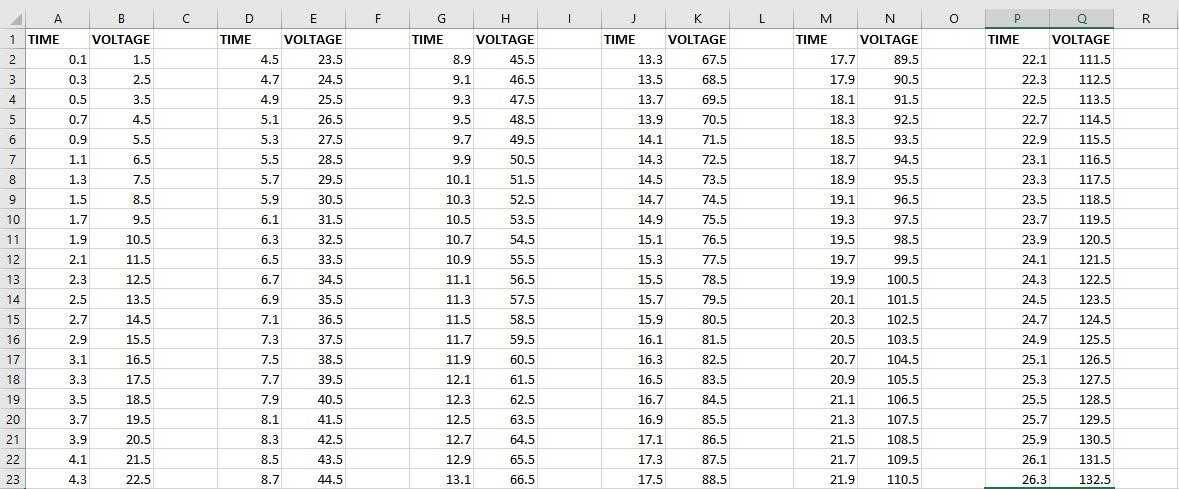 A B C D E F G H I J K L M N O P Q R
1 TIME VOLTAGE TIME VOLTAGE TIME VOLTAGE TIME VOLTAGE TIME VOLTAGE TIME VOLTAGE
2 0.1 1.5 4.5 23.5 8.9 45.5 13.3 67.5 17.7 89.5 22.1 111.5
3 0.3 2.5 4.7 24.5 9.1 46.5 13.5 68.5 17.9 90.5 22.3 112.5
4 0.5 3.5 4.9 25.5 9.3 47.5 13.7 69.5 18.1 91.5 22.5 113.5
5 0.7 4.5 5.1 26.5 9.5 48.5 13.9 70.5 18.3 92.5 22.7 114.5
6 0.9 5.5 5.3 27.5 9.7 49.5 14.1 71.5 18.5 93.5 22.9 115.5
7 1.1 6.5 5.5 28.5 9.9 50.5 14.3 72.5 18.7 94.5 23.1 116.5
8 1.3 7.5 5.7 29.5 10.1 51.5 14.5 73.5 18.9 95.5 23.3 117.5
9 1.5 8.5 5.9 30.5 10.3 52.5 14.7 74.5 19.1 96.5 23.5 118.5
10 1.7 9.5 6.1 31.5 10.5 53.5 14.9 75.5 19.3 97.5 23.7 119.5
11 1.9 10.5 6.3 32.5 10.7 54.5 15.1 76.5 19.5 98.5 23.9 120.5
12 2.1 11.5 6.5 33.5 10.9 55.5 15.3 77.5 19.7 99.5 24.1 121.5
13 2.3 12.5 6.7 34.5 11.1 56.5 15.5 78.5 19.9 100.5 24.3 122.5
14 2.5 13.5 6.9 35.5 11.3 57.5 15.7 79.5 20.1 101.5 24.5 123.5
15 2.7 14.5 7.1 36.5 11.5 58.5 15.9 80.5 20.3 102.5 24.7 124.5
16 2.9 15.5 7.3 37.5 11.7 59.5 16.1 81.5 20.5 103.5 24.9 125.5
17 3.1 16.5 7.5 38.5 11.9 60.5 16.3 82.5 20.7 104.5 25.1 126.5
18 3.3 17.5 7.7 39.5 12.1 61.5 16.5 83.5 20.9 105.5 25.3 127.5
19 3.5 18.5 7.9 40.5 12.3 62.5 16.7 84.5 21.1 106.5 25.5 128.5
20 3.7 19.5 8.1 41.5 12.5 63.5 16.9 85.5 21.3 107.5 25.7 129.5
21 3.9 20.5 8.3 42.5 12.7 64.5 17.1 86.5 21.5 108.5 25.9 130.5
22 4.1 21.5 8.5 43.5 12.9 65.5 17.3 87.5 21.7 109.5 26.1 131.5
23 4.3 22.5 8.7 44.5 13.1 66.5 17.5 88.5 21.9 110.5 26.3 132.5